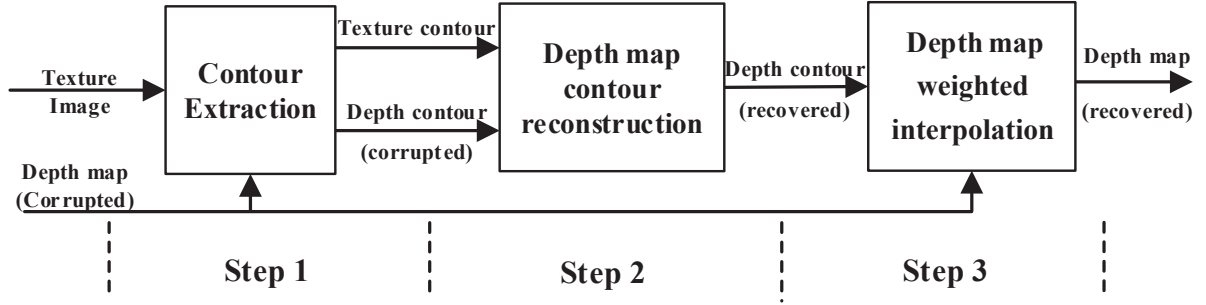 Texture
Image
Depth map
(Corrupted)
Contour
Extraction
Texture contour
Depth contour
(corrupted)
Depth map
contour
reconstruction
Depth contour
(recovered)
Depth map
weighted
interpolation
Depth map
(recovered)
Step 1
Step 2
Step 3